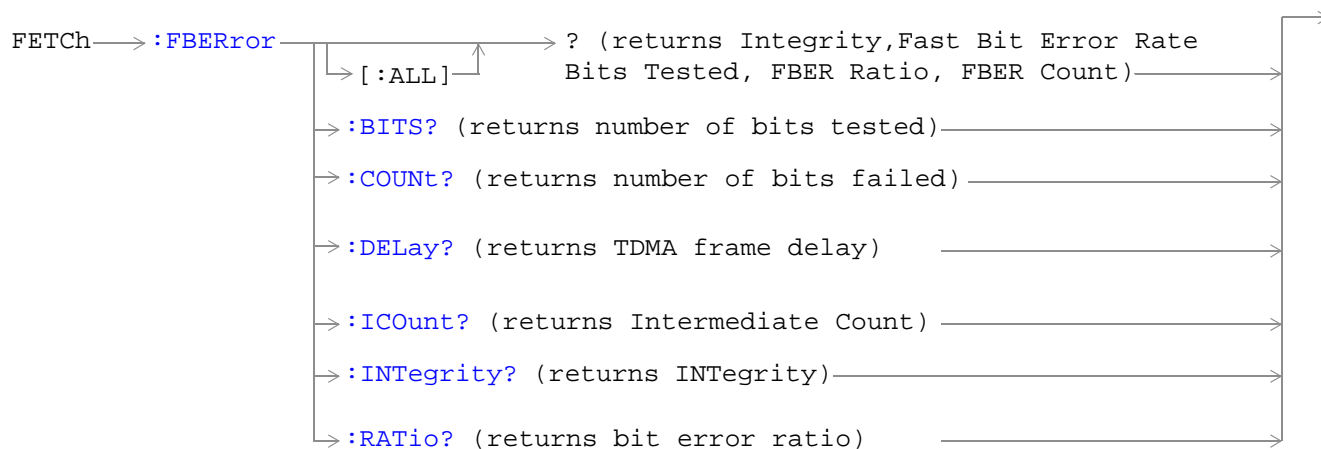 FETCh :FBERror ? (returns Integrity,Fast Bit Error Rate
[:ALL] Bits Tested, FBER Ratio, FBER Count)
:BITS? (returns number of bits tested)
:COUNt? (returns number of bits failed)
:DELay? (returns TDMA frame delay)
:ICOunt? (returns Intermediate Count)
:INTegrity? (returns INTegrity)
:RATio? (returns bit error ratio)